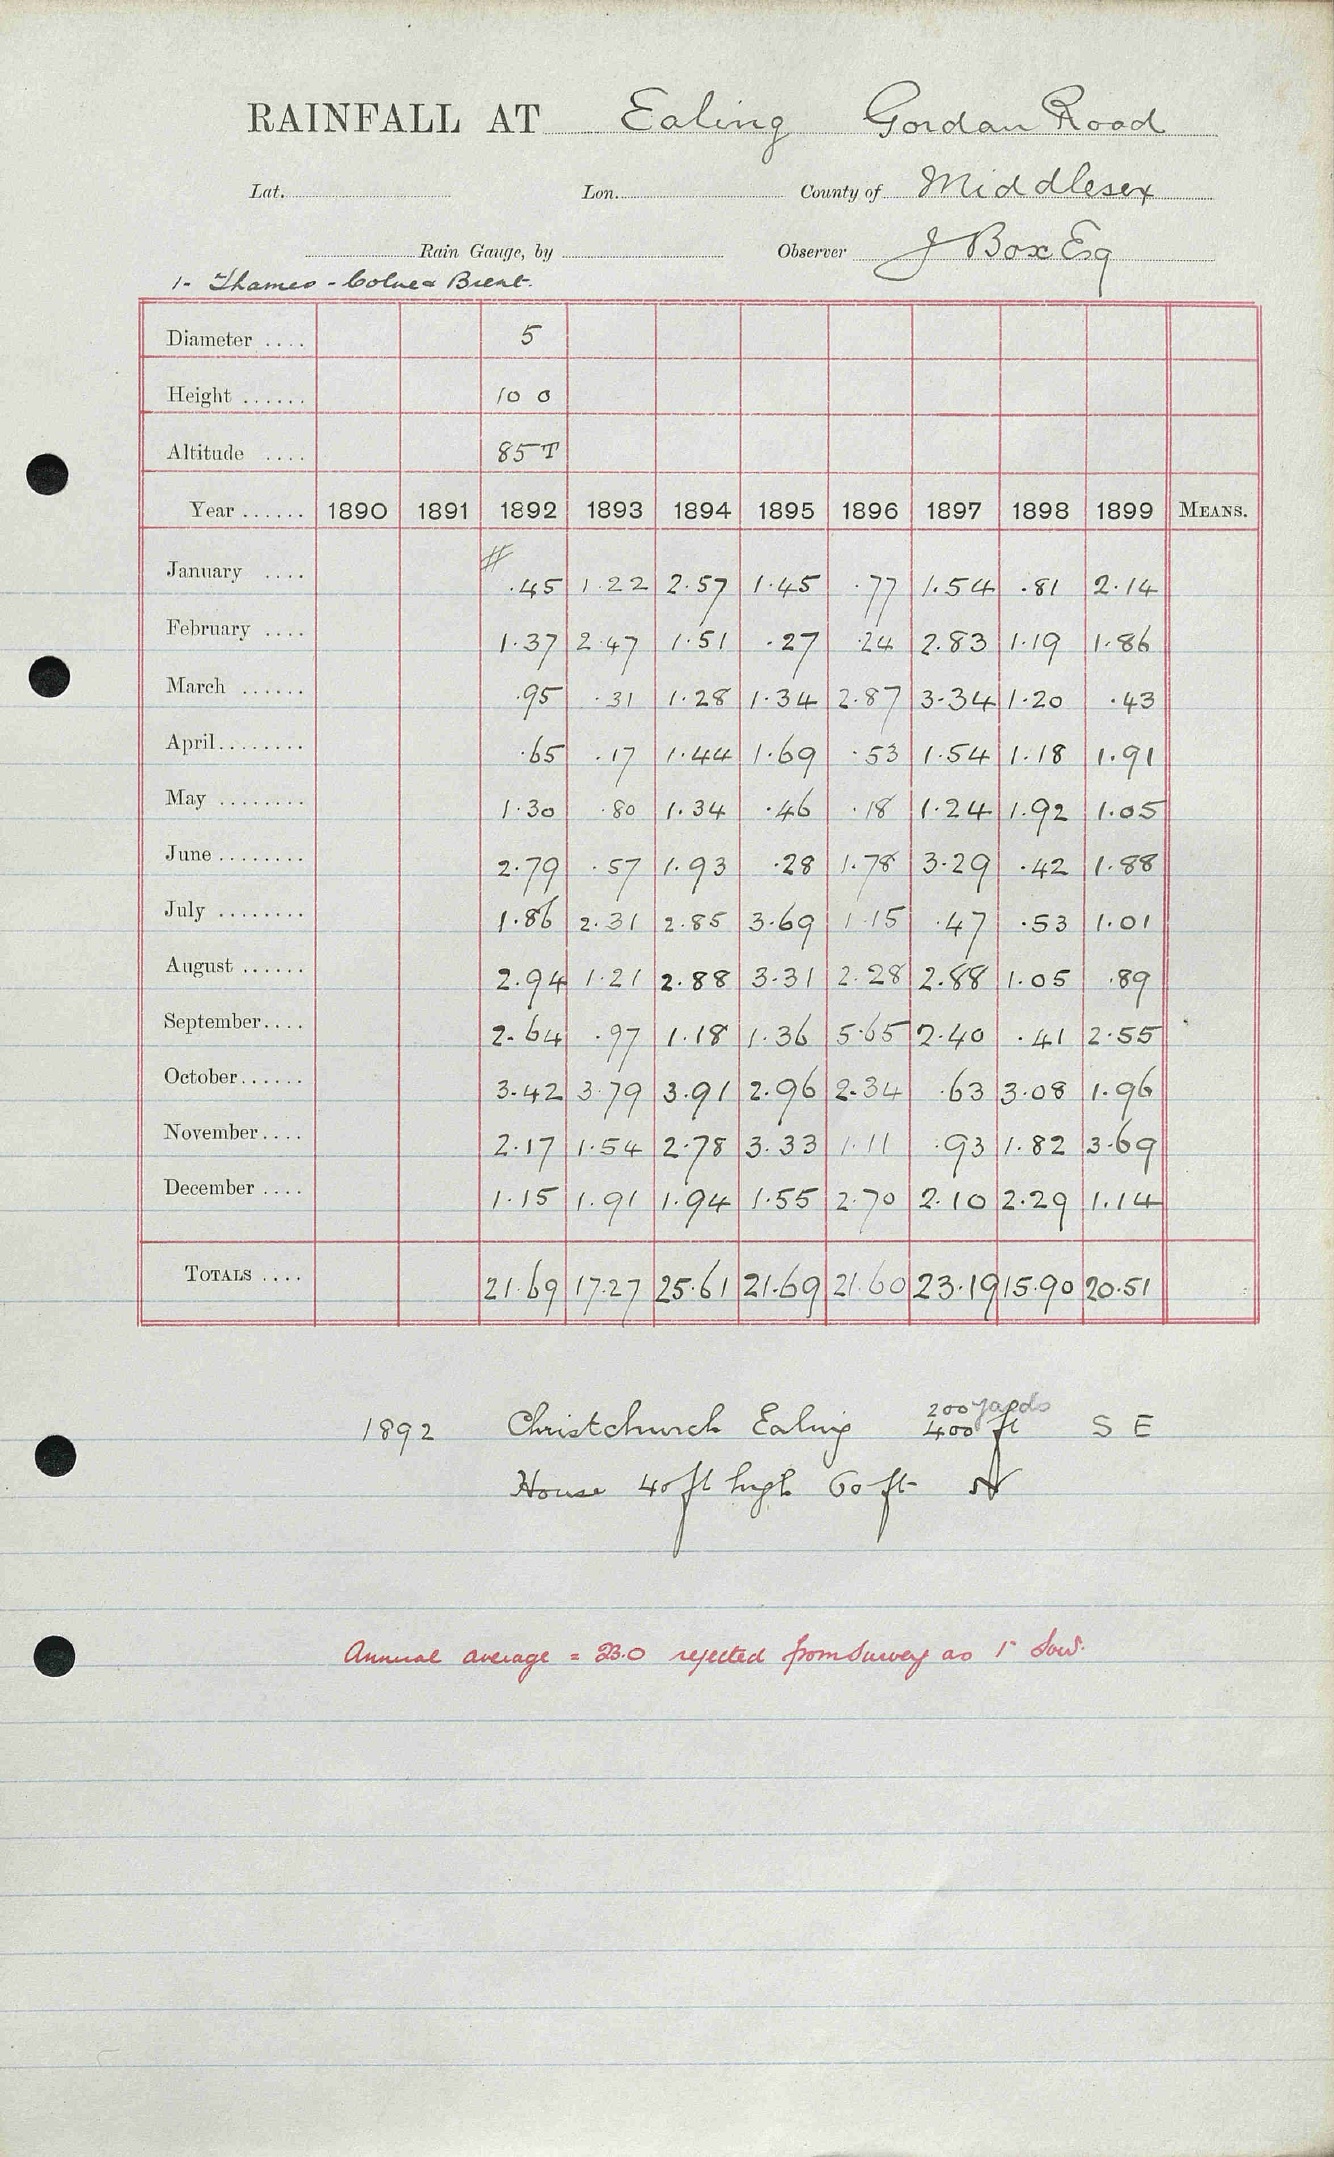 RAINFALL AT Ealing Gordan Road
Lat. Lon. County of Middlesex
Rain Gauge, by Observer J Box Esq
1- Thames - Colne & Brent.
Diameter .... 5
Height ...... 10 0
Altitude .... 85 T
Year ...... 1890 1891 1892 1893 1894 1895 1896 1897 1898 1899 MEANS.
January .... # .45 1.22 2.57 1.45 .77 1.54 .81 2.14
February .... 1.37 2.47 1.51 .27 .24 2.83 1.19 1.86
March ...... .95 .31 1.28 1.34 2.87 3.34 1.20 .43
April ........ .65 .17 1.44 1.69 .53 1.54 1.18 1.91
May ........ 1.30 .80 1.34 .46 .18 1.24 1.92 1.05
June ........ 2.79 .57 1.93 .28 1.78 3.29 .42 1.88
July ........ 1.86 2.31 2.85 3.69 1.15 .47 .53 1.01
August ...... 2.94 1.21 2.88 3.31 2.28 2.88 1.05 .89
September .... 2.64 .97 1.18 1.36 5.65 2.40 .41 2.55
October ...... 3.42 3.79 3.91 2.96 2.34 .63 3.08 1.96
November .... 2.17 1.54 2.78 3.33 1.11 .93 1.82 3.69
December .... 1.15 1.91 1.94 1.55 2.70 2.10 2.29 1.14
TOTALS .... 21.69 17.27 25.61 21.69 21.60 23.19 15.90 20.51
200 yards
1892 Christchurch Ealing 400 ft S E
House 40 ft high 60 ft N
Annual average = 23.0 rejected from Survey as 1" low.